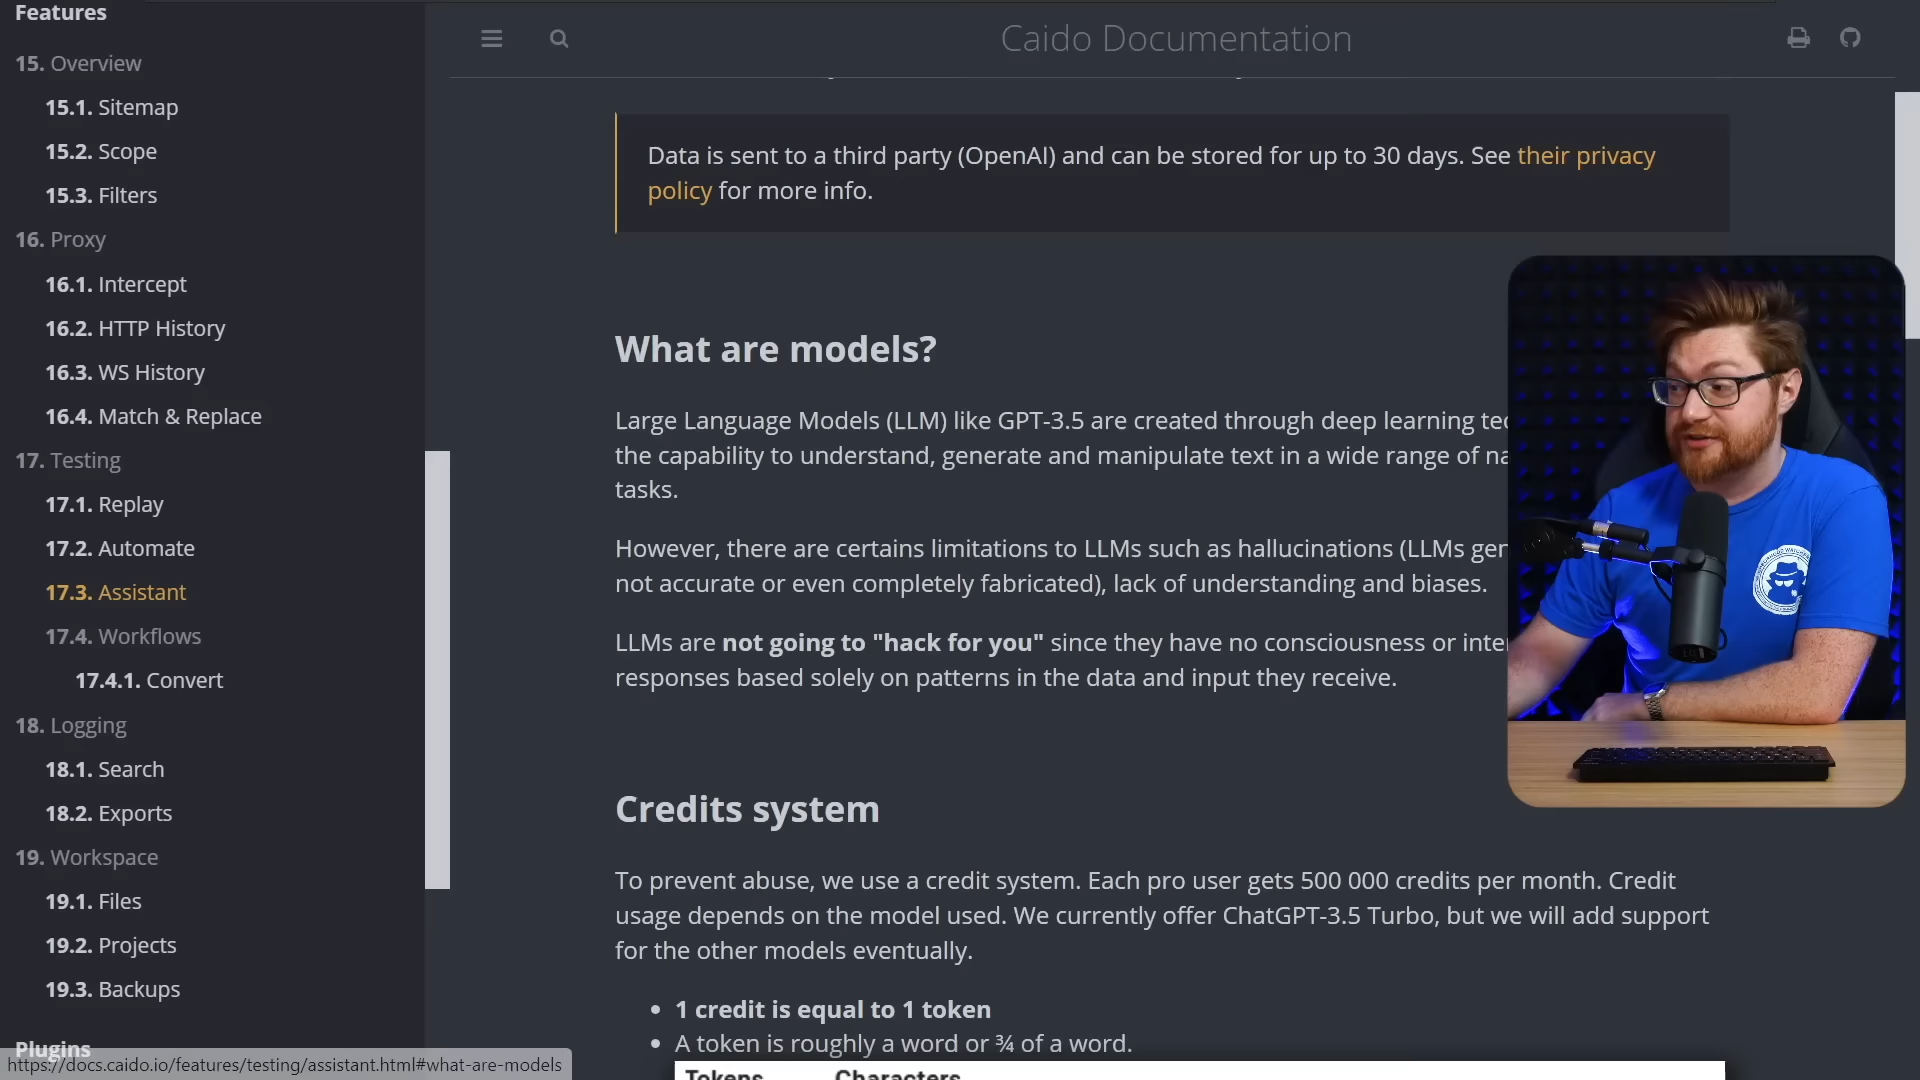 Features
15. Overview
15.1. Sitemap
15.2. Scope
15.3. Filters
16. Proxy
16.1. Intercept
16.2. HTTP History
16.3. WS History
16.4. Match & Replace
17. Testing
17.1. Replay
17.2. Automate
17.3. Assistant
17.4. Workflows
17.4.1. Convert
18. Logging
18.1. Search
18.2. Exports
19. Workspace
19.1. Files
19.2. Projects
19.3. Backups
Plugins
https://docs.caido.io/features/testing/assistant.html#what-are-models
Caido Documentation
Data is sent to a third party (OpenAI) and can be stored for up to 30 days. See their privacy
policy for more info.
What are models?
Large Language Models (LLM) like GPT-3.5 are created through deep learning
the capability to understand, generate and manipulate text in a wide range of
tasks.
However, there are certains limitations to LLMs such as hallucinations (LLMs
not accurate or even completely fabricated), lack of understanding and biases.
LLMs are not going to "hack for you" since they have no consciousness or
responses based solely on patterns in the data and input they receive.
Credits system
To prevent abuse, we use a credit system. Each pro user gets 500 000 credits per month. Credit
usage depends on the model used. We currently offer ChatGPT-3.5 Turbo, but we will add support
for the other models eventually.
• 1 credit is equal to 1 token
• A token is roughly a word or ¾ of a word.
Tokens Characters